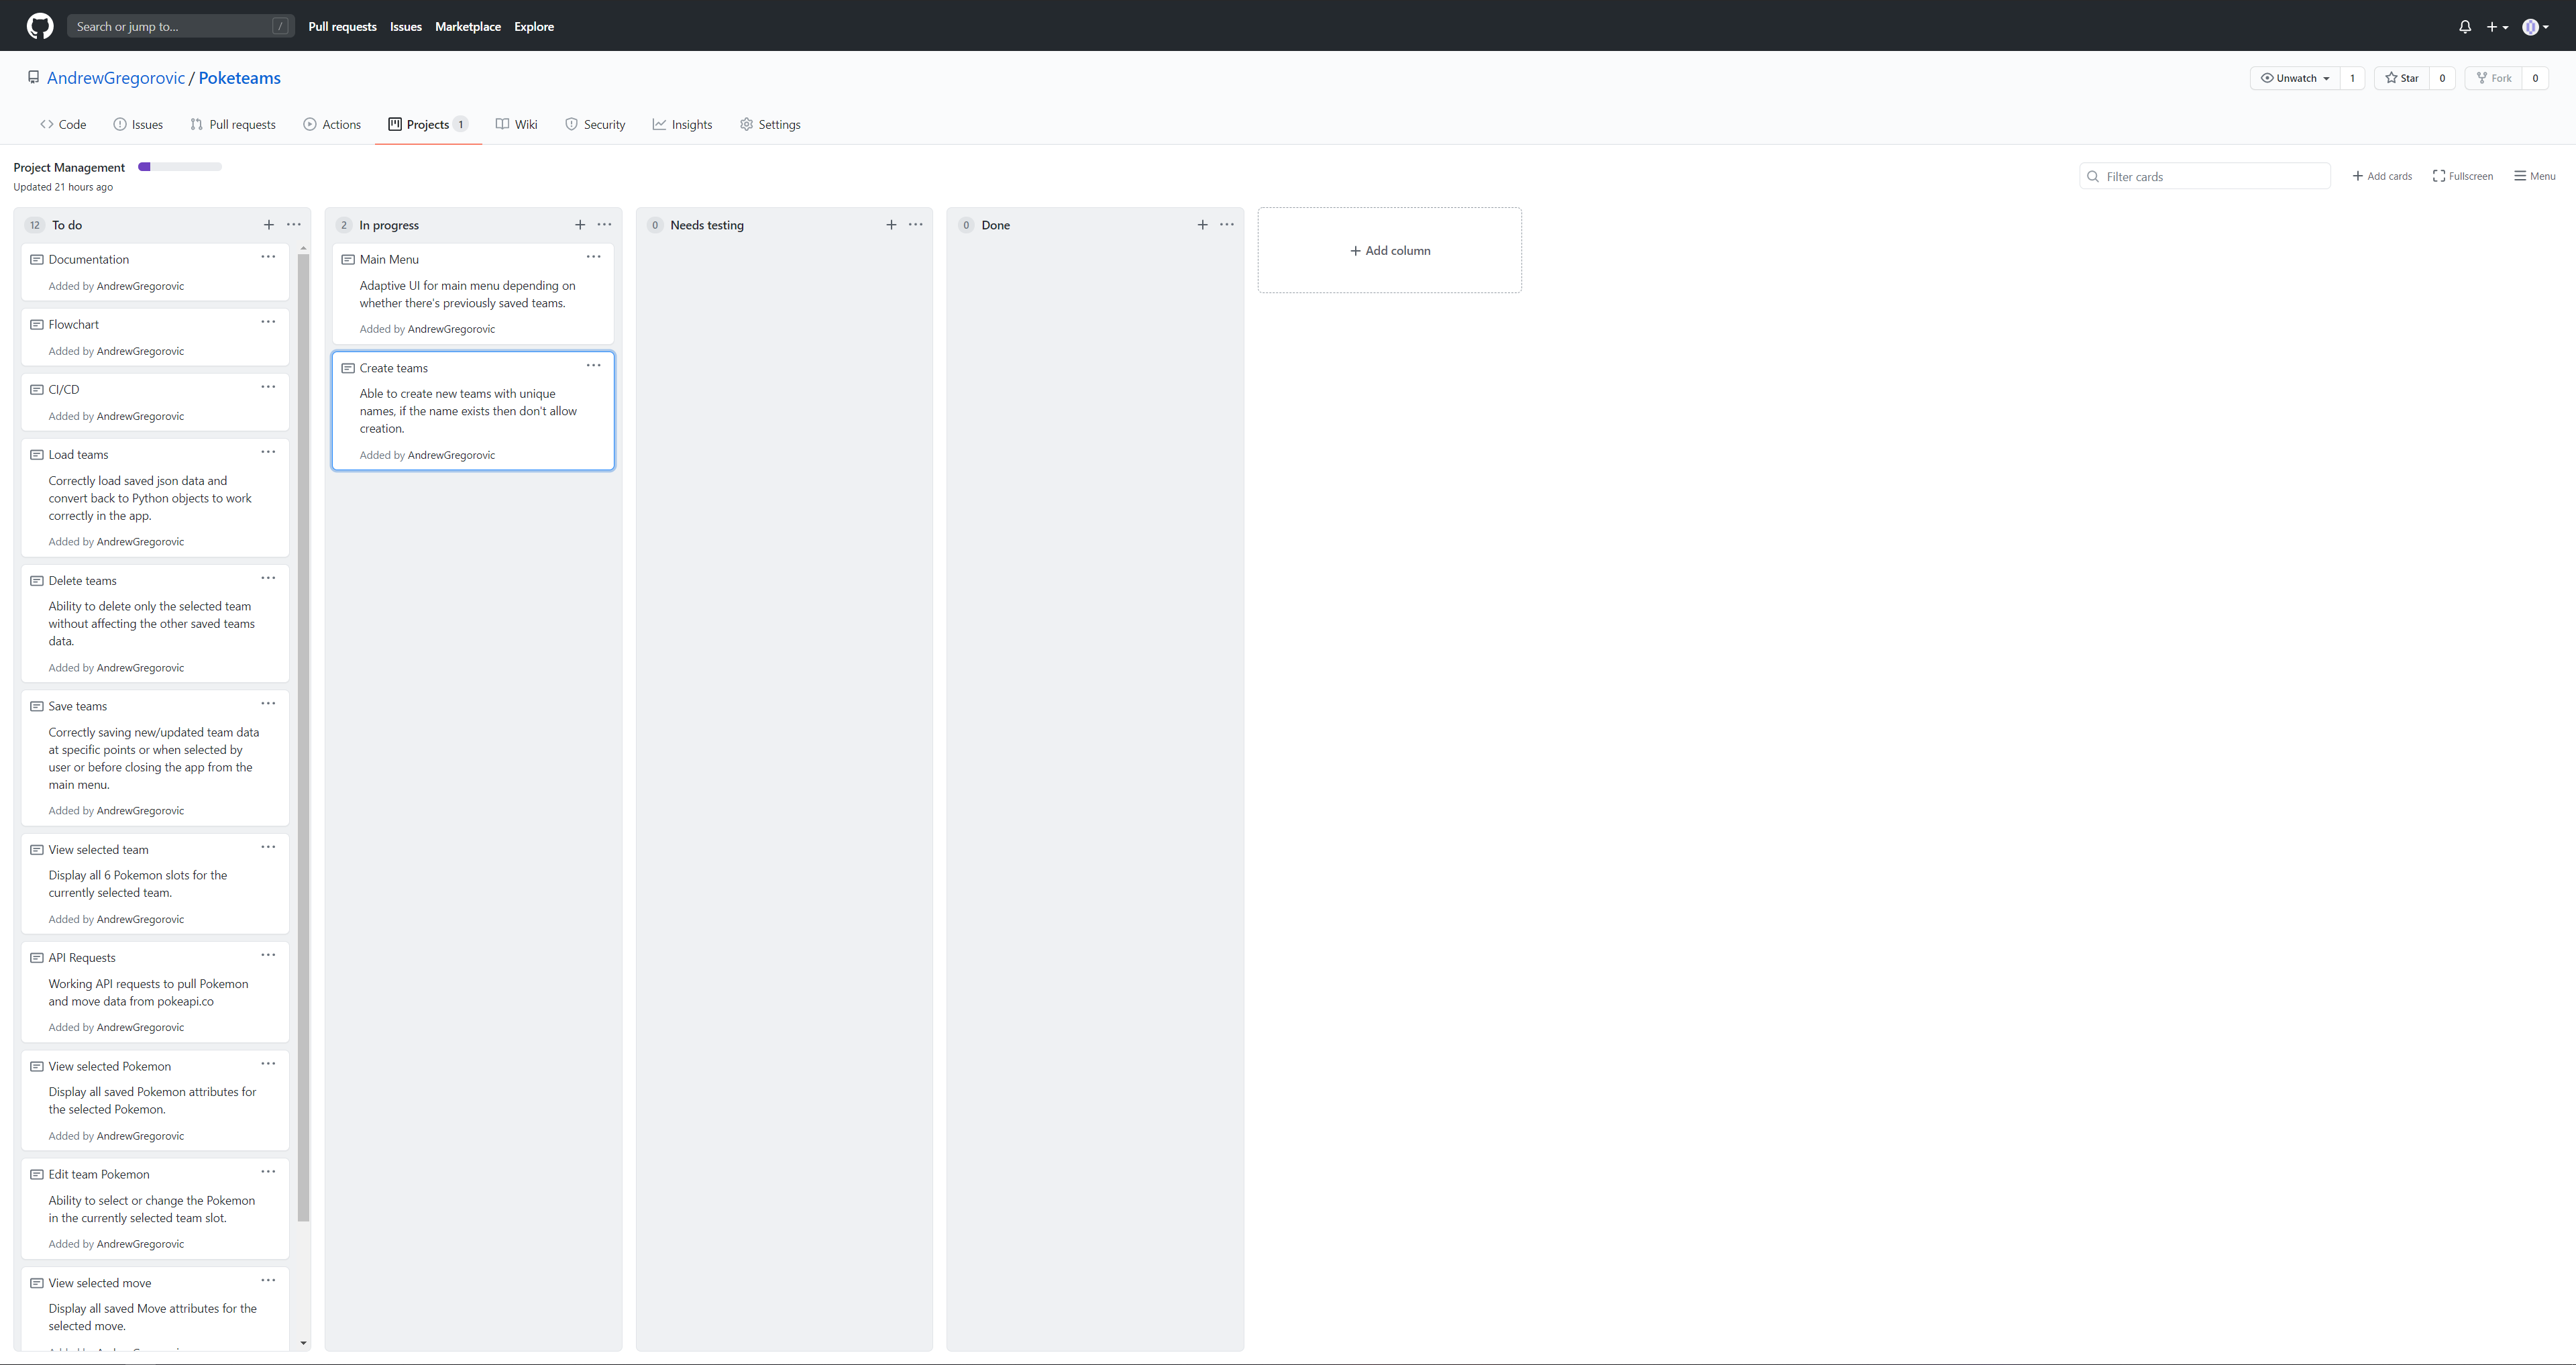 Search or jump to... /
Pull requests Issues Marketplace Explore
AndrewGregorovic / Poketeams
Unwatch 1 Star 0 Fork 0
Code Issues Pull requests Actions Projects 1 Wiki Security Insights Settings
Project Management
Updated 21 hours ago
Filter cards
Add cards Fullscreen Menu
12 To do
Documentation
Added by AndrewGregorovic
Flowchart
Added by AndrewGregorovic
CI/CD
Added by AndrewGregorovic
Load teams
Correctly load saved json data and
convert back to Python objects to work
correctly in the app.
Added by AndrewGregorovic
Delete teams
Ability to delete only the selected team
without affecting the other saved teams
data.
Added by AndrewGregorovic
Save teams
Correctly saving new/updated team data
at specific points or when selected by
user or before closing the app from the
main menu.
Added by AndrewGregorovic
View selected team
Display all 6 Pokemon slots for the
currently selected team.
Added by AndrewGregorovic
API Requests
Working API requests to pull Pokemon
and move data from pokeapi.co
Added by AndrewGregorovic
View selected Pokemon
Display all saved Pokemon attributes for
the selected Pokemon.
Added by AndrewGregorovic
Edit team Pokemon
Ability to select or change the Pokemon
in the currently selected team slot.
Added by AndrewGregorovic
View selected move
Display all saved Move attributes for the
selected move.
2 In progress
Main Menu
Adaptive UI for main menu depending on
whether there's previously saved teams.
Added by AndrewGregorovic
Create teams
Able to create new teams with unique
names, if the name exists then don't allow
creation.
Added by AndrewGregorovic
0 Needs testing
0 Done
Add column